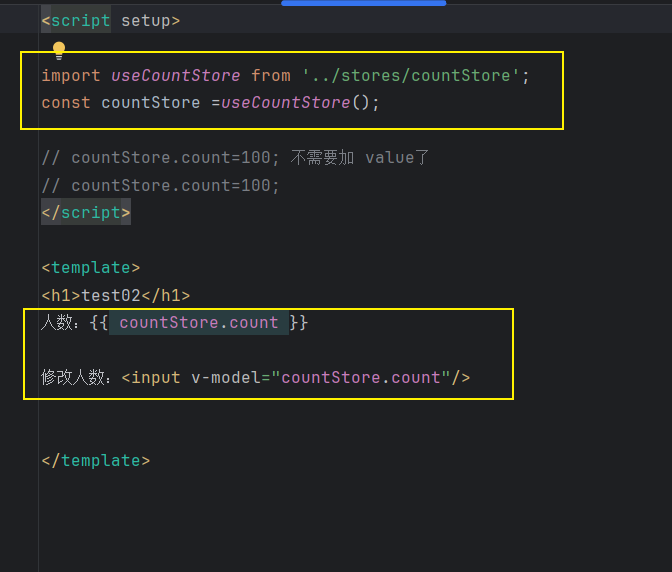 <script setup>
import useCountStore from '../stores/countStore';
const countStore =useCountStore();
// countStore.count=100; 不需要加 value了
// countStore.count=100;
</script>
<template>
<h1>test02</h1>
人数：{{ countStore.count }}
修改人数：<input v-model="countStore.count"/>
</template>